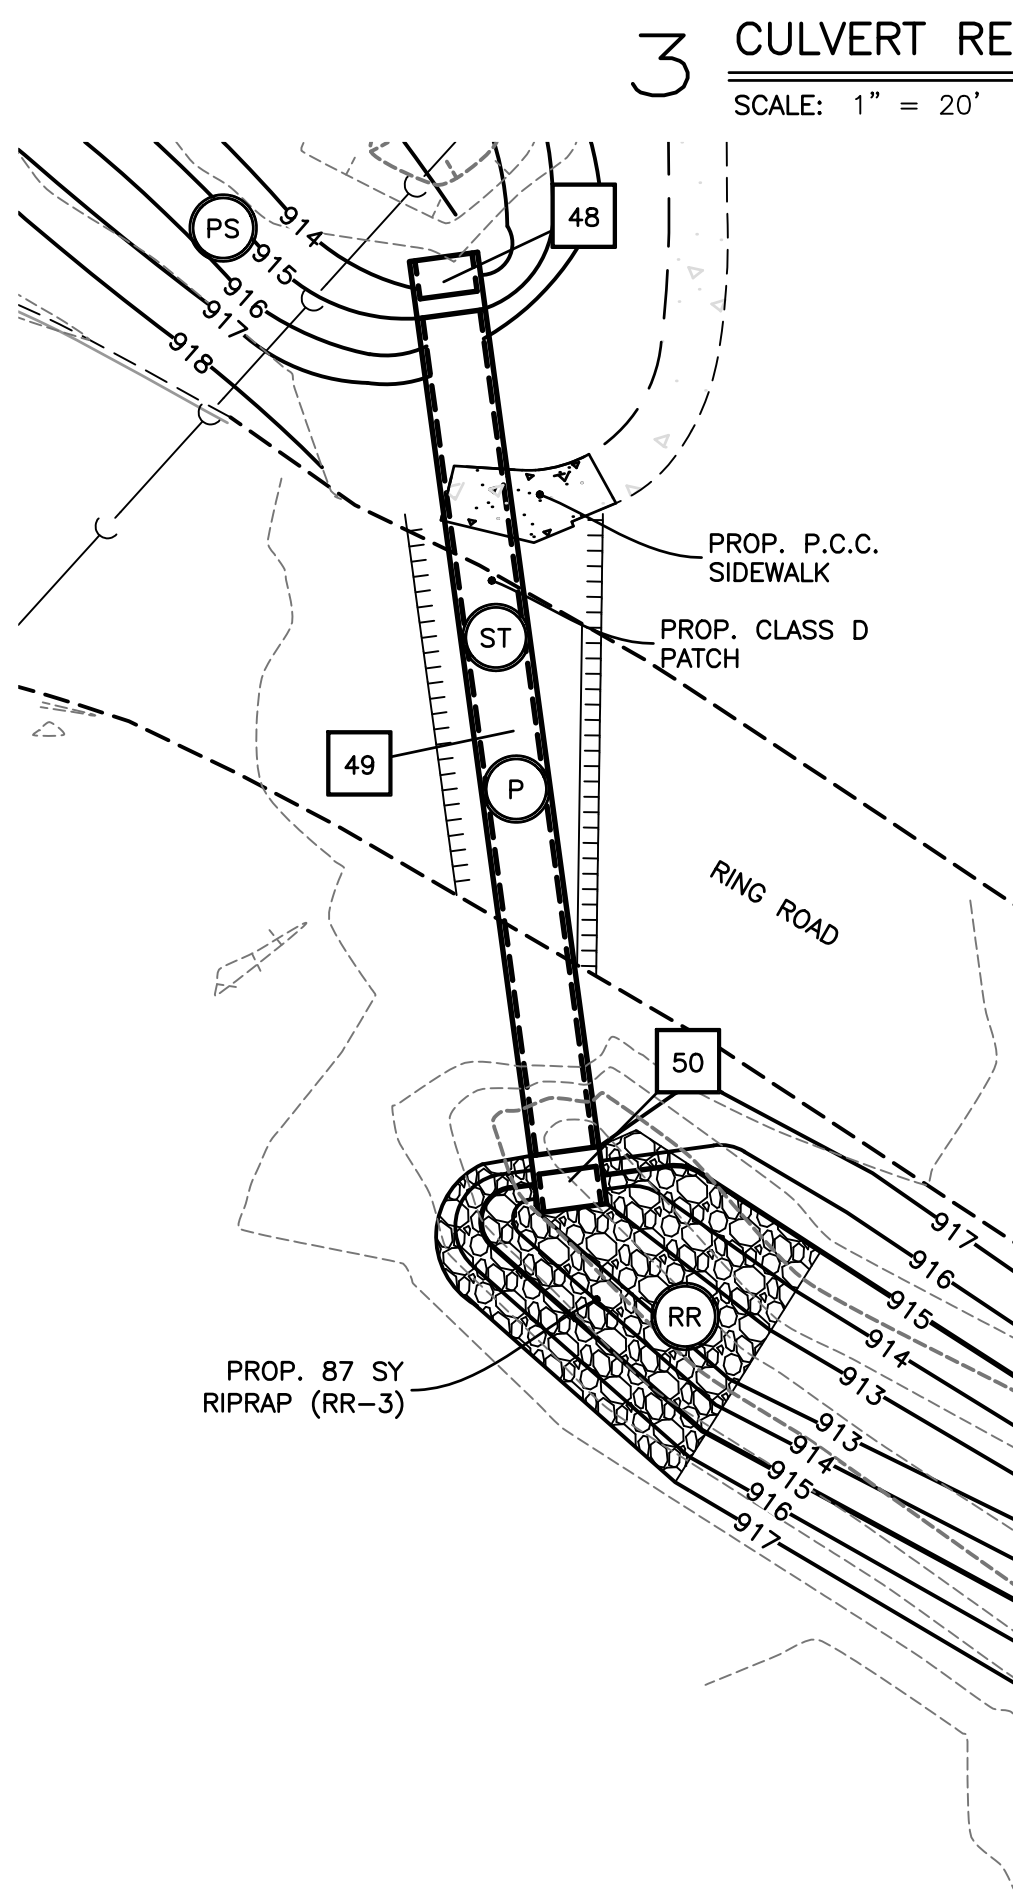 3
CULVERT RE
SCALE: 1" = 20'
PS
48
914
915
916
917
918
PROP. P.C.C.
SIDEWALK
PROP. CLASS D
PATCH
ST
49
P
RING ROAD
50
917
916
915
914
913
RR
PROP. 87 SY
RIPRAP (RR-3)
913
914
915
916
917